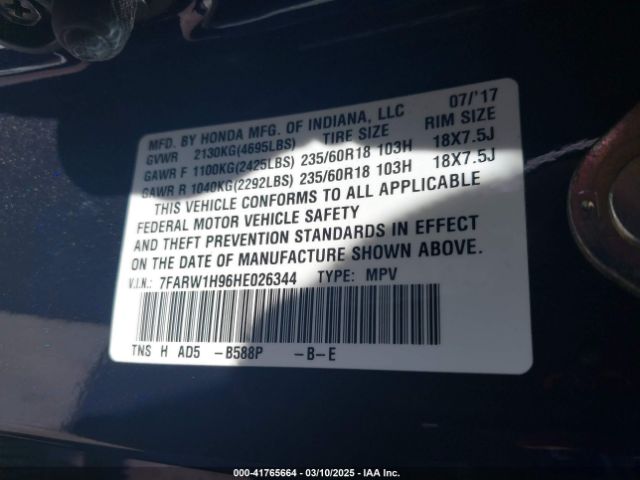 MFD. BY HONDA MFG. OF INDIANA, LLC 07/'17
GVWR 2130KG(4695LBS) TIRE SIZE RIM SIZE
GAWR F 1100KG(2425LBS) 235/60R18 103H 18X7.5J
GAWR R 1040KG(2292LBS) 235/60R18 103H 18X7.5J
THIS VEHICLE CONFORMS TO ALL APPLICABLE
FEDERAL MOTOR VEHICLE SAFETY
AND THEFT PREVENTION STANDARDS IN EFFECT
ON THE DATE OF MANUFACTURE SHOWN ABOVE.
V.I.N.: 7FARW1H96HE026344 TYPE: MPV
TNS H AD5 -B588P -B-E
000-41765664 - 03/10/2025 - IAA Inc.